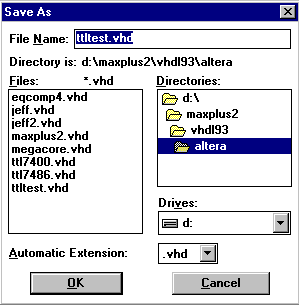 Save As
File Name: ttltest.vhd
Directory is: d:\maxplus2\vhdl93\altera
Files: *.vhd
Directories:
eqcomp4.vhd
jeff.vhd
jeff2.vhd
maxplus2.vhd
megacore.vhd
ttl7400.vhd
ttl7486.vhd
ttltest.vhd
d:\
maxplus2
vhdl93
altera
Drives:
d:
Automatic Extension: .vhd
OK Cancel